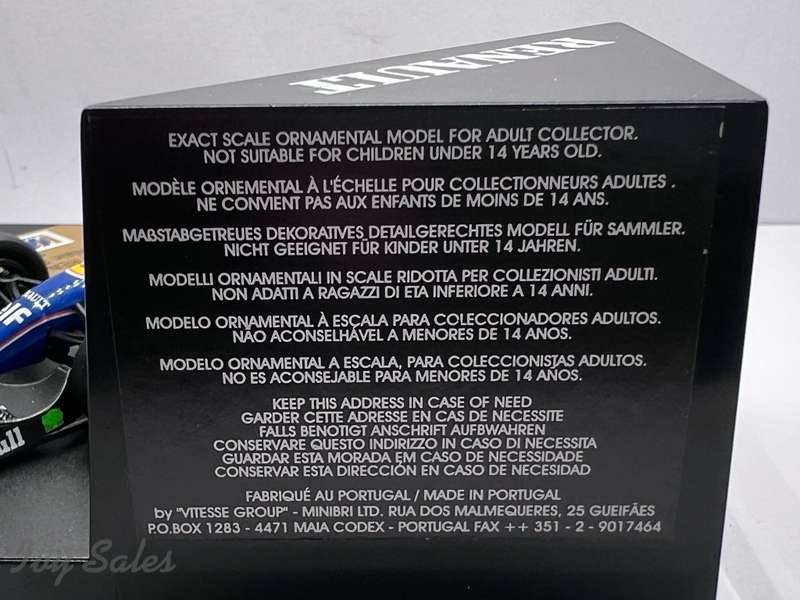 RENAULT
EXACT SCALE ORNAMENTAL MODEL FOR ADULT COLLECTOR.
NOT SUITABLE FOR CHILDREN UNDER 14 YEARS OLD.
MODÈLE ORNEMENTAL À L'ÉCHELLE POUR COLLECTIONNEURS ADULTES .
NE CONVIENT PAS AUX ENFANTS DE MOINS DE 14 ANS.
MAßSTABGETREUES DEKORATIVES DETAILGERECHTES MODELL FÜR SAMMLER.
NICHT GEEIGNET FÜR KINDER UNTER 14 JAHREN.
MODELLI ORNAMENTALI IN SCALE RIDOTTA PER COLLEZIONISTI ADULTI.
NON ADATTI A RAGAZZI DI ETA INFERIORE A 14 ANNI.
MODELO ORNAMENTAL À ESCALA PARA COLECCIONADORES ADULTOS.
NÃO ACONSELHÁVEL A MENORES DE 14 ANOS.
MODELO ORNAMENTAL A ESCALA, PARA COLECCIONISTAS ADULTOS.
NO ES ACONSEJABLE PARA MENORES DE 14 AÑOS.
KEEP THIS ADDRESS IN CASE OF NEED
GARDER CETTE ADRESSE EN CAS DE NECESSITE
FALLS BENOTIGT ANSCHRIFT AUFBWAHREN
CONSERVARE QUESTO INDIRIZZO IN CASO DI NECESSITA
GUARDAR ESTA MORADA EM CASO DE NECESSIDADE
CONSERVAR ESTA DIRECCIÓN EN CASO DE NECESIDAD
FABRIQUÉ AU PORTUGAL / MADE IN PORTUGAL
by "VITESSE GROUP" - MINIBRI LTD. RUA DOS MALMEQUERES, 25 GUEIFÃES
P.O.BOX 1283 - 4471 MAIA CODEX - PORTUGAL FAX ++ 351 - 2 - 9017464
Joy Sales